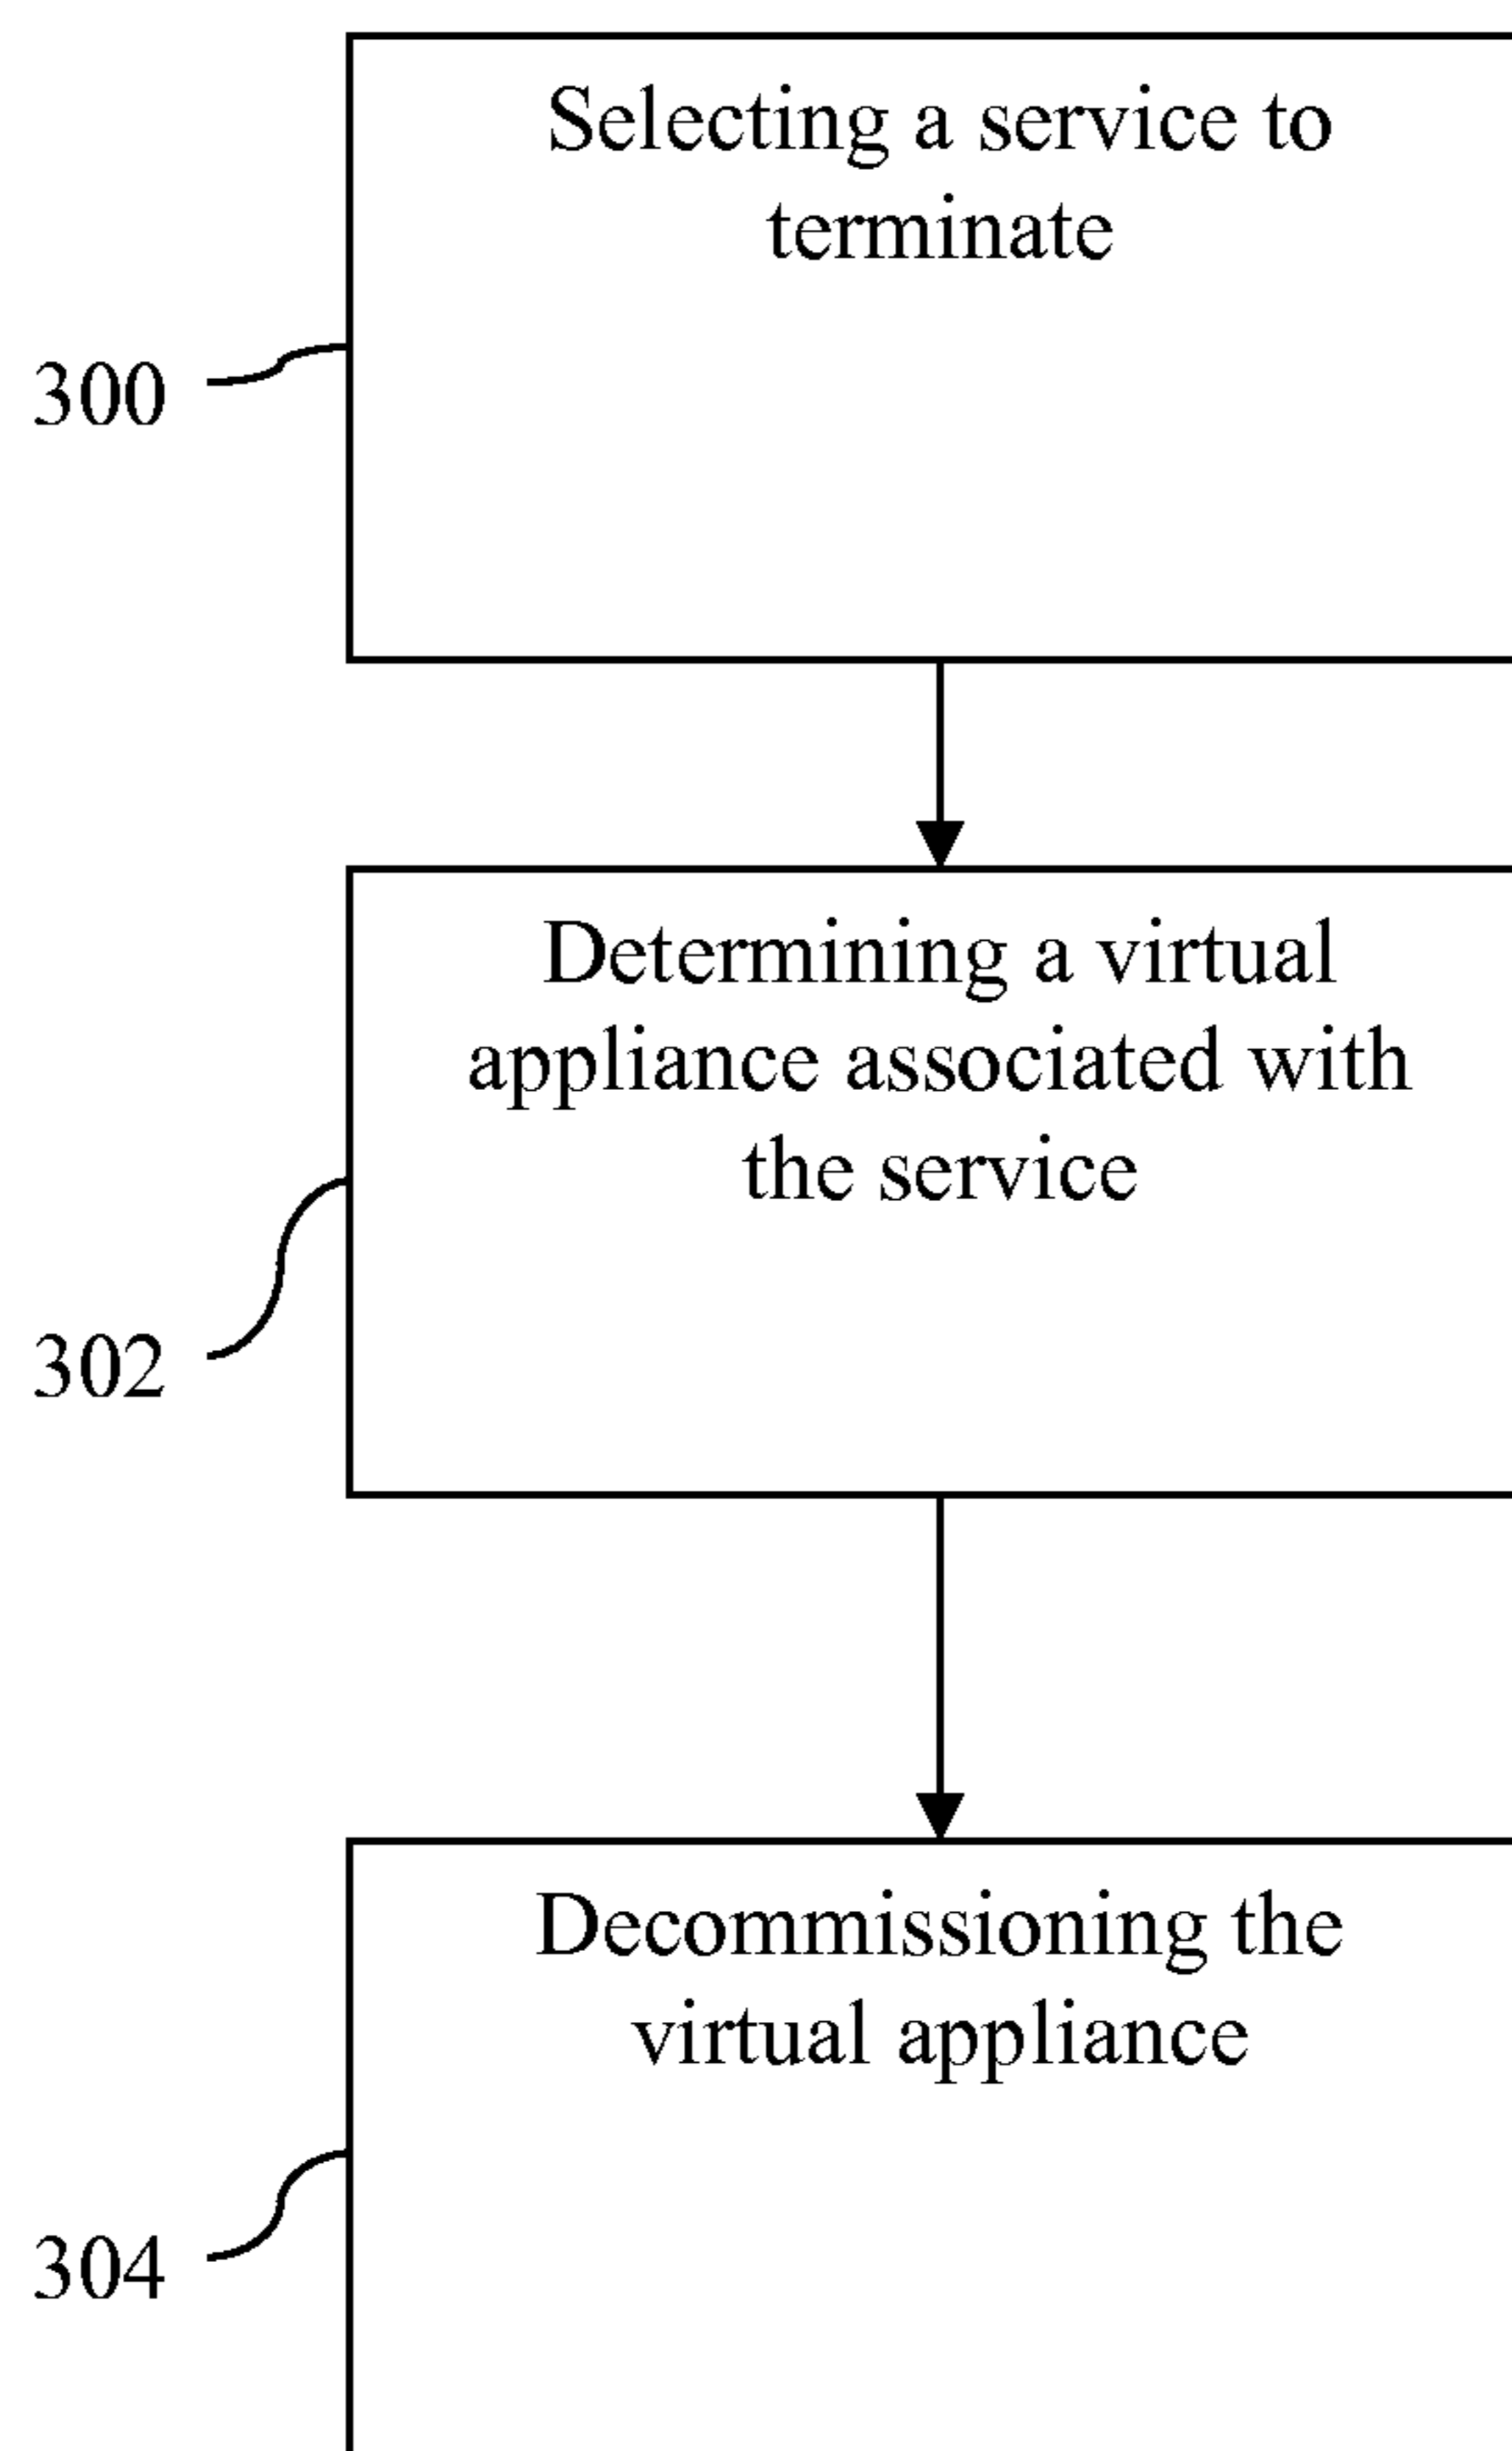 Selecting a service to
terminate
300
Determining a virtual
appliance associated with
the service
302
Decommissioning the
virtual appliance
304